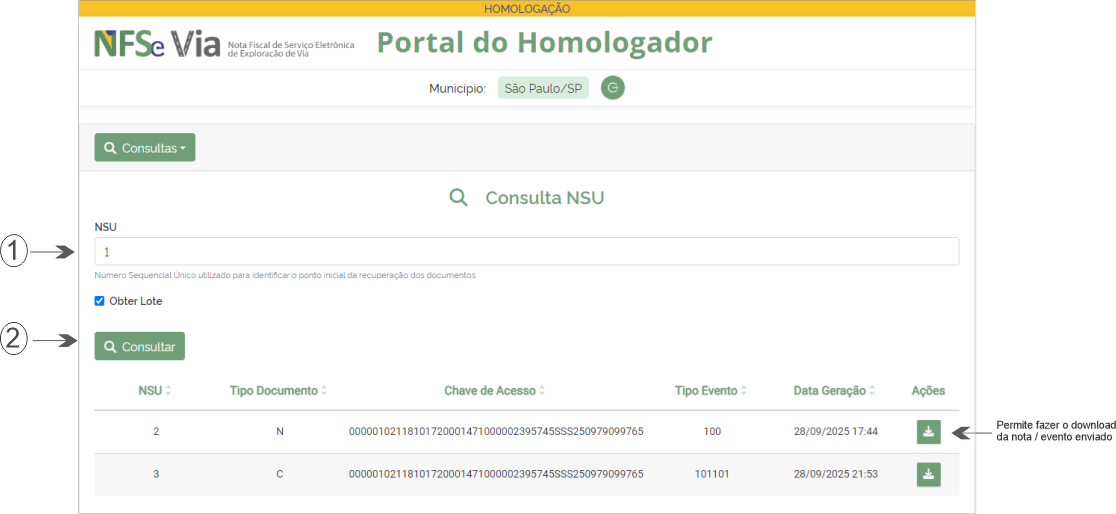 HOMOLOGAÇÃO
NFSe Via
Nota Fiscal de Serviço Eletrônica
de Exploração de Via
Portal do Homologador
Município: São Paulo/SP
Consultas
Consulta NSU
NSU
1
1
Número Sequencial Único utilizado para identificar o ponto inicial da recuperação dos documentos
Obter Lote
2
Consultar
NSU Tipo Documento Chave de Acesso Tipo Evento Data Geração Ações
2 N 00000102118101720001471000002395745SSS250979099765 100 28/09/2025 17:44
Permite fazer o download
da nota / evento enviado
3 C 00000102118101720001471000002395745SSS250979099765 101101 28/09/2025 21:53